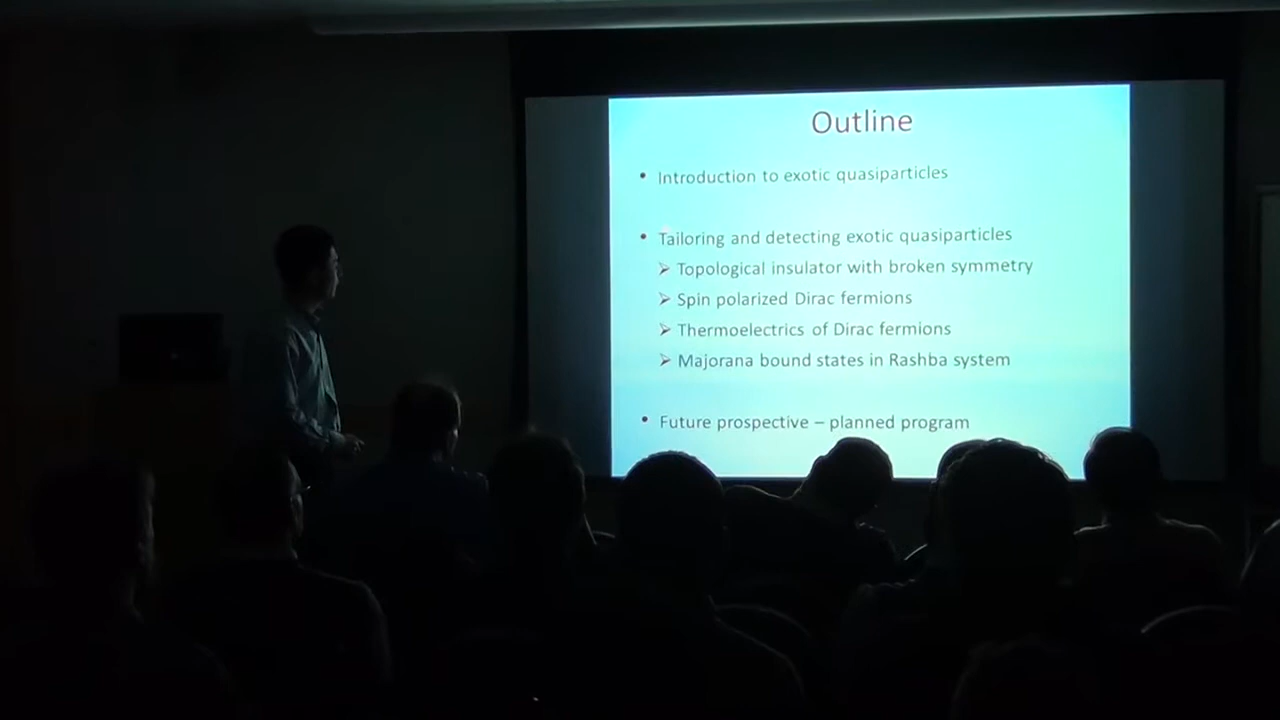 Outline
• Introduction to exotic quasiparticles
• Tailoring and detecting exotic quasiparticles
➢ Topological insulator with broken symmetry
➢ Spin polarized Dirac fermions
➢ Thermoelectrics of Dirac fermions
➢ Majorana bound states in Rashba system
• Future prospective – planned program